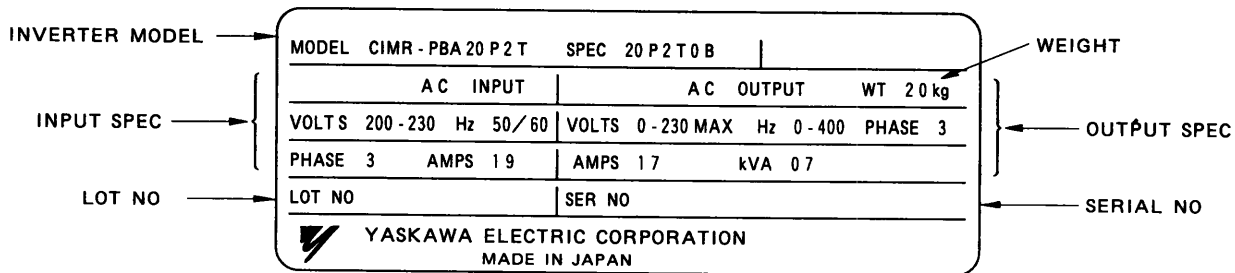 INVERTER MODEL
MODEL CIMR-PBA20P2T SPEC 20P2T0B
WEIGHT
AC INPUT AC OUTPUT WT 20kg
INPUT SPEC
VOLTS 200-230 Hz 50/60 VOLTS 0-230 MAX Hz 0-400 PHASE 3
OUTPUT SPEC
PHASE 3 AMPS 19 AMPS 17 kVA 07
LOT NO
LOT NO SER NO
SERIAL NO
YASKAWA ELECTRIC CORPORATION
MADE IN JAPAN